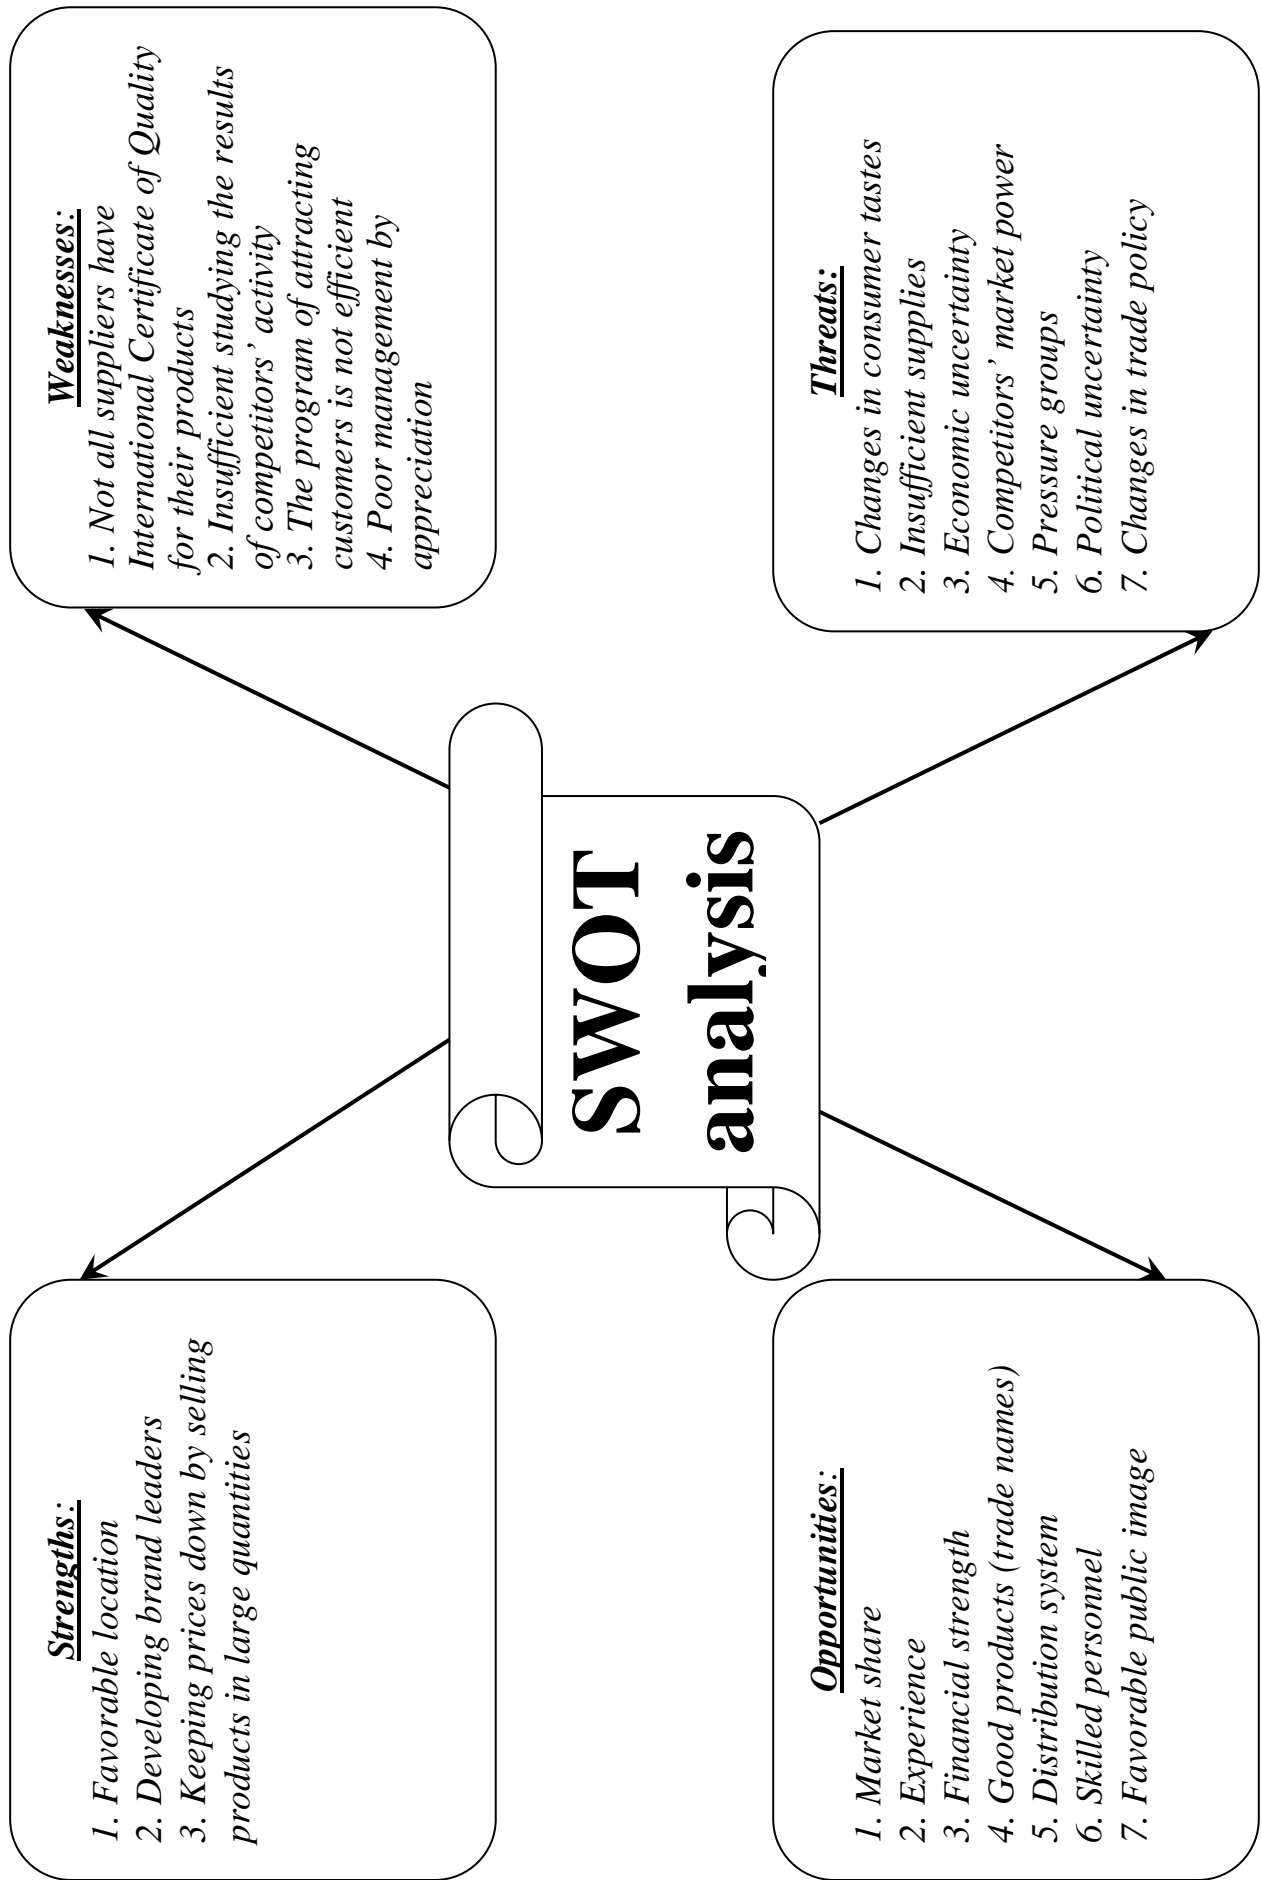 Strengths:
1. Favorable location
2. Developing brand leaders
3. Keeping prices down by selling
products in large quantities
Weaknesses:
1. Not all suppliers have
International Certificate of Quality
for their products
2. Insufficient studying the results
of competitors’ activity
3. The program of attracting
customers is not efficient
4. Poor management by
appreciation
SWOT
analysis
Opportunities:
1. Market share
2. Experience
3. Financial strength
4. Good products (trade names)
5. Distribution system
6. Skilled personnel
7. Favorable public image
Threats:
1. Changes in consumer tastes
2. Insufficient supplies
3. Economic uncertainty
4. Competitors’ market power
5. Pressure groups
6. Political uncertainty
7. Changes in trade policy